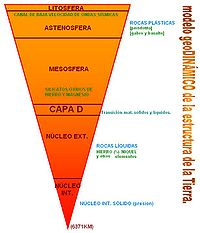 LITOSFERA
CANAL DE BAJA VELOCIDAD DE ONDAS SÍSMICAS
ASTENOSFERA
ROCAS PLÁSTICAS
(peridotita)
(gabro y basalto)
MESOSFERA
SILICATOS, ÓXIDOS DE
HIERRO Y MAGNESIO
CAPA D
Transición mat. sólidos y líquidos.
NÚCLEO EXT.
ROCAS LÍQUIDAS
HIERRO NIQUEL
y otros elementos
NÚCLEO
INT.
NÚCLEO INT. SÓLIDO (presión)
(6371KM)
modelo geoDINÁMICO de la estructura de la Tierra.